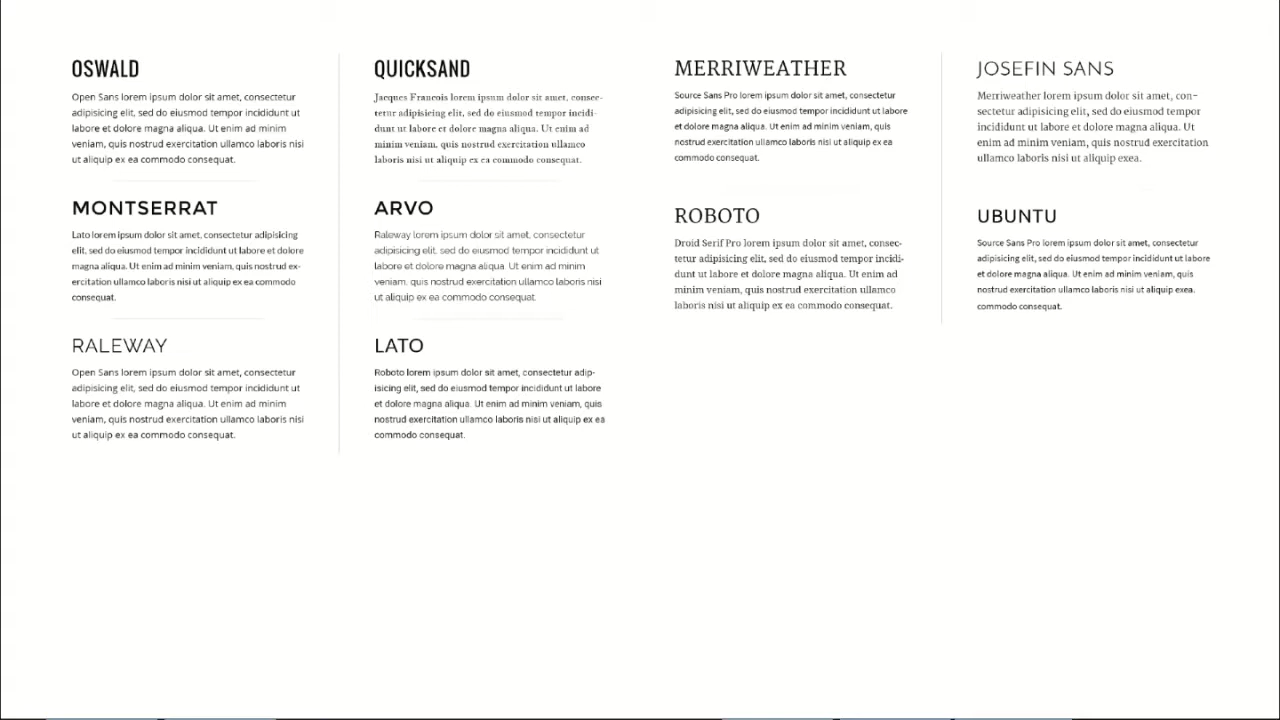 OSWALD
Open Sans lorem ipsum dolor sit amet, consectetur
adipisicing elit, sed do eiusmod tempor incididunt ut
labore et dolore magna aliqua. Ut enim ad minim
veniam, quis nostrud exercitation ullamco laboris nisi
ut aliquip ex ea commodo consequat.
MONTSERRAT
Lato lorem ipsum dolor sit amet, consectetur adipisicing
elit, sed do eiusmod tempor incididunt ut labore et dolore
magna aliqua. Ut enim ad minim veniam, quis nostrud ex-
ercitation ullamco laboris nisi ut aliquip ex ea commodo
consequat.
RALEWAY
Open Sans lorem ipsum dolor sit amet, consectetur
adipisicing elit, sed do eiusmod tempor incididunt ut
labore et dolore magna aliqua. Ut enim ad minim
veniam, quis nostrud exercitation ullamco laboris nisi
ut aliquip ex ea commodo consequat.
QUICKSAND
Jacques Francois lorem ipsum dolor sit amet, consec-
tetur adipisicing elit, sed do eiusmod tempor incidi-
dunt ut labore et dolore magna aliqua. Ut enim ad
minim veniam, quis nostrud exercitation ullamco
laboris nisi ut aliquip ex ea commodo consequat.
ARVO
Raleway lorem ipsum dolor sit amet, consectetur
adipisicing elit, sed do eiusmod tempor incididunt ut
labore et dolore magna aliqua. Ut enim ad minim
veniam, quis nostrud exercitation ullamco laboris nisi
ut aliquip ex ea commodo consequat.
LATO
Roboto lorem ipsum dolor sit amet, consectetur adip-
isicing elit, sed do eiusmod tempor incididunt ut labore
et dolore magna aliqua. Ut enim ad minim veniam, quis
nostrud exercitation ullamco laboris nisi ut aliquip ex ea
commodo consequat.
MERRIWEATHER
Source Sans Pro lorem ipsum dolor sit amet, consectetur
adipisicing elit, sed do eiusmod tempor incididunt ut labore
et dolore magna aliqua. Ut enim ad minim veniam, quis
nostrud exercitation ullamco laboris nisi ut aliquip ex ea
commodo consequat.
ROBOTO
Droid Serif Pro lorem ipsum dolor sit amet, consec-
tetur adipisicing elit, sed do eiusmod tempor incidi-
dunt ut labore et dolore magna aliqua. Ut enim ad
minim veniam, quis nostrud exercitation ullamco
laboris nisi ut aliquip ex ea commodo consequat.
JOSEFIN SANS
Merriweather lorem ipsum dolor sit amet, con-
sectetur adipisicing elit, sed do eiusmod tempor
incididunt ut labore et dolore magna aliqua. Ut
enim ad minim veniam, quis nostrud exercitation
ullamco laboris nisi ut aliquip exea.
UBUNTU
Source Sans Pro lorem ipsum dolor sit amet, consectetur
adipisicing elit, sed do eiusmod tempor incididunt ut labore
et dolore magna aliqua. Ut enim ad minim veniam, quis
nostrud exercitation ullamco laboris nisi ut aliquip exea.
commodo consequat.